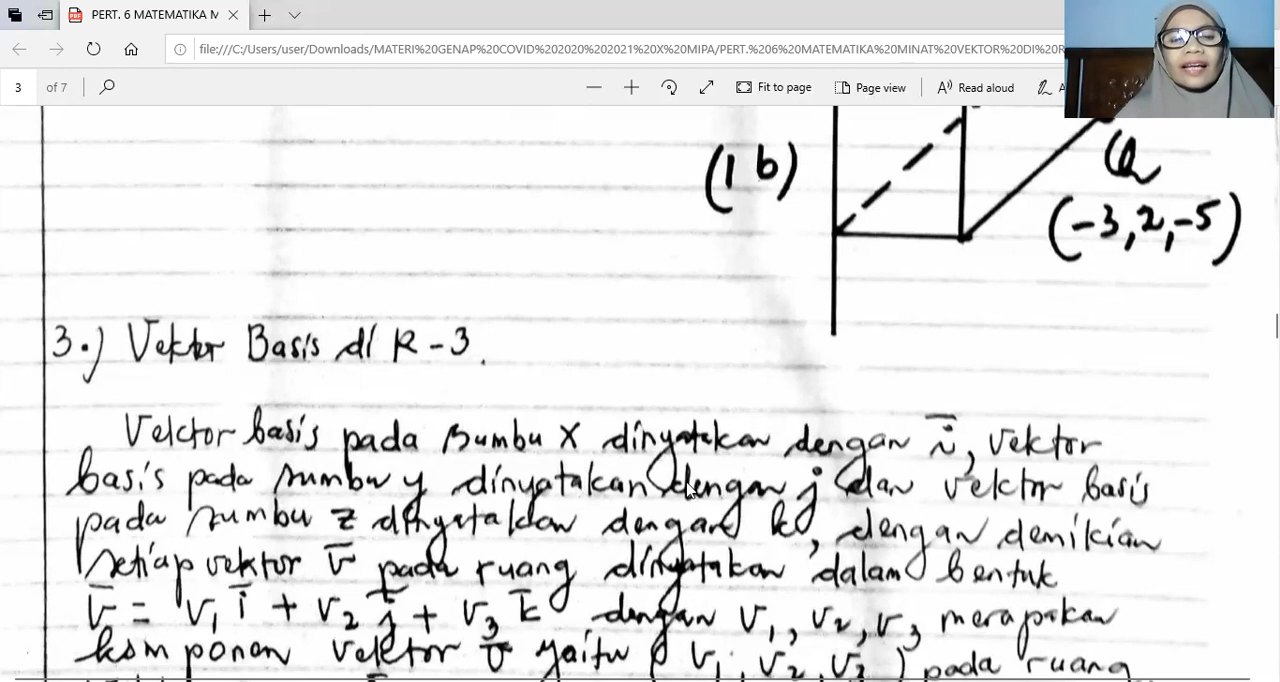 PERT. 6 MATEMATIKA M
file:///C:/Users/user/Downloads/MATERI%20GENAP%20COVID%202020%202021%20X%20MIPA/PERT.%206%20MATEMATIKA%20MINAT%20VEKTOR%20DI%20R
3 of 7
Fit to page
Page view
Read aloud
(1 b)
Q
(-3,2,-5)
3.) Vektor Basis di R-3.
Vektor basis pada sumbu X dinyatakan dengan i̅, vektor
basis pada sumbu y dinyatakan dengan j dan vektor basis
pada sumbu z dinyatakan dengan k, dengan demikian
setiap vektor v̅ pada ruang dinyatakan dalam bentuk
v̅ = v₁ i̅ + v₂ j̅ + v₃ k̅ dengan v₁, v₂, v₃ merupakan
komponen vektor v̅ yaitu ( v₁, v₂, v₃ ) pada ruang